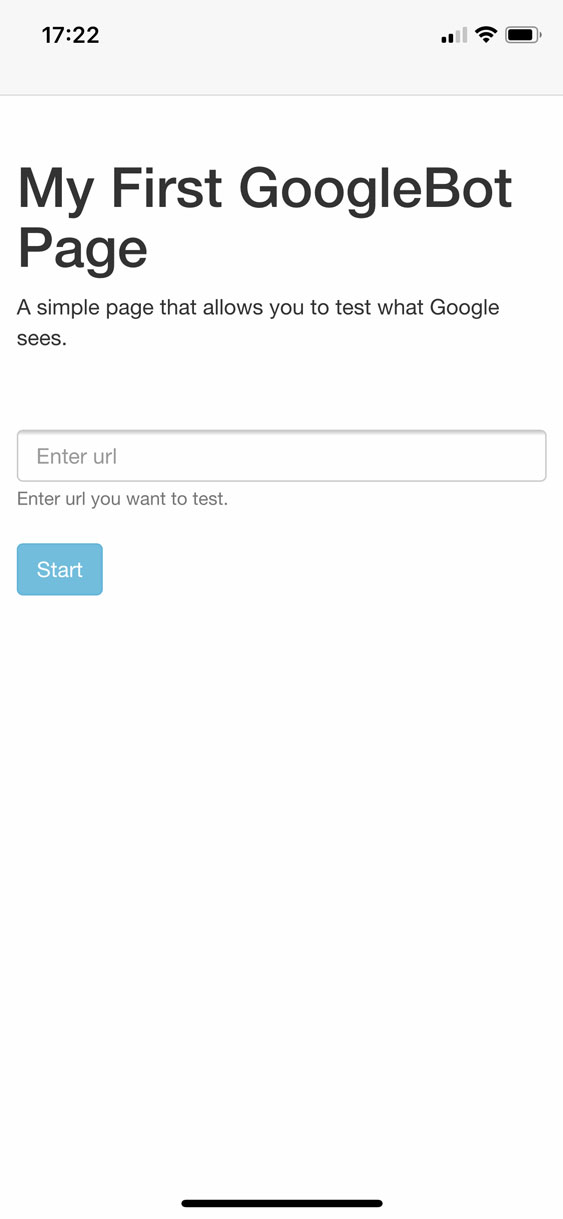 17:22
My First GoogleBot
Page
A simple page that allows you to test what Google
sees.
Enter url
Enter url you want to test.
Start